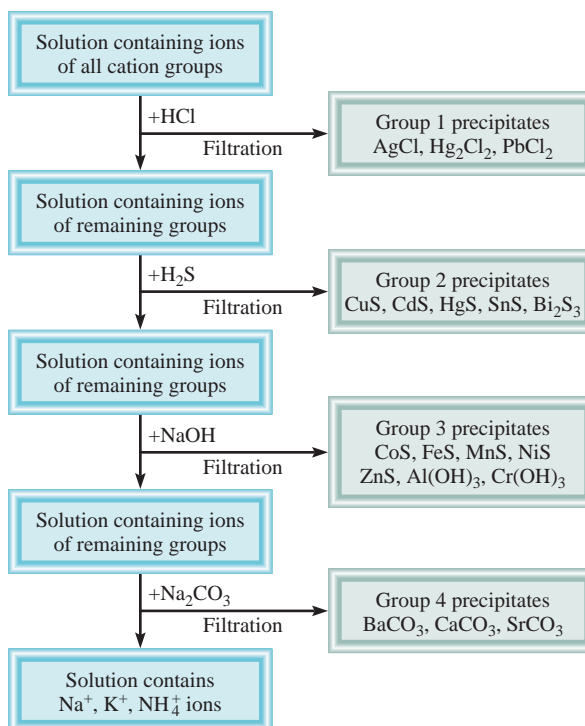 Solution containing ions
of all cation groups
+HCl
Filtration
Group 1 precipitates
AgCl, Hg₂Cl₂, PbCl₂
Solution containing ions
of remaining groups
+H₂S
Filtration
Group 2 precipitates
CuS, CdS, HgS, SnS, Bi₂S₃
Solution containing ions
of remaining groups
+NaOH
Filtration
Group 3 precipitates
CoS, FeS, MnS, NiS
ZnS, Al(OH)₃, Cr(OH)₃
Solution containing ions
of remaining groups
+Na₂CO₃
Filtration
Group 4 precipitates
BaCO₃, CaCO₃, SrCO₃
Solution contains
Na⁺, K⁺, NH₄⁺ ions